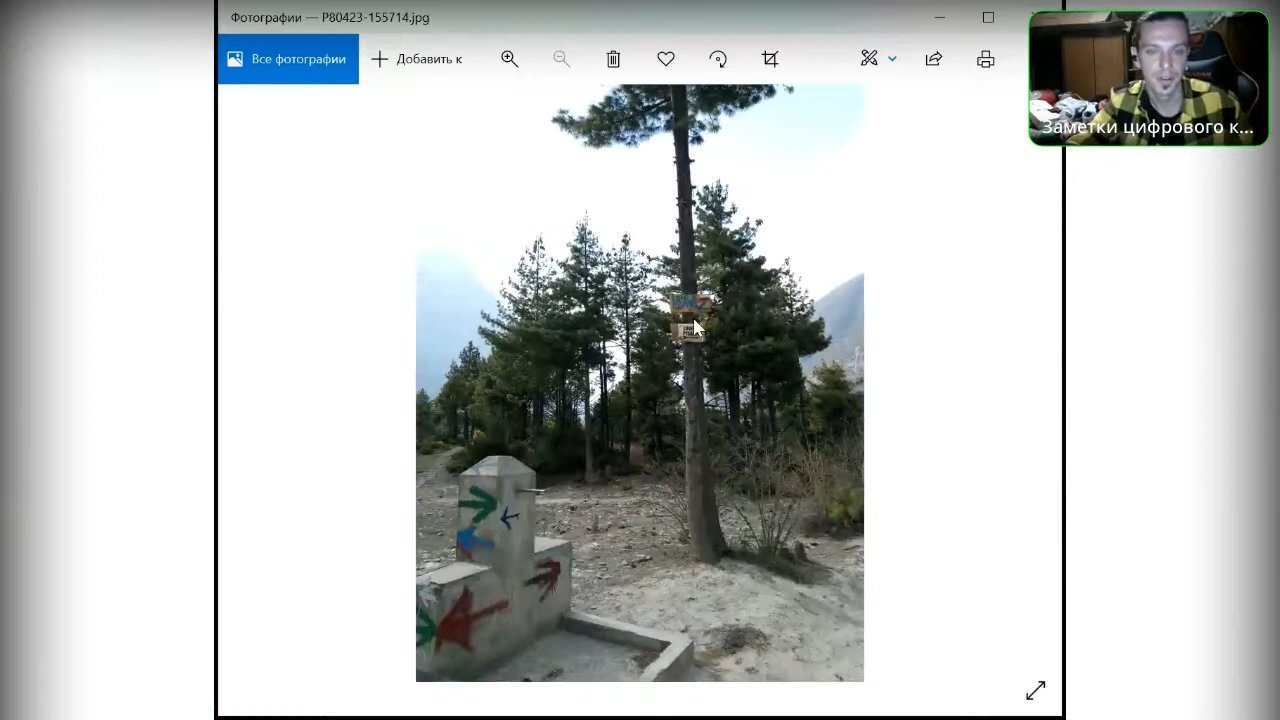 Фотографии — P80423-155714.jpg
Все фотографии
Добавить к
Заметки цифрового к...